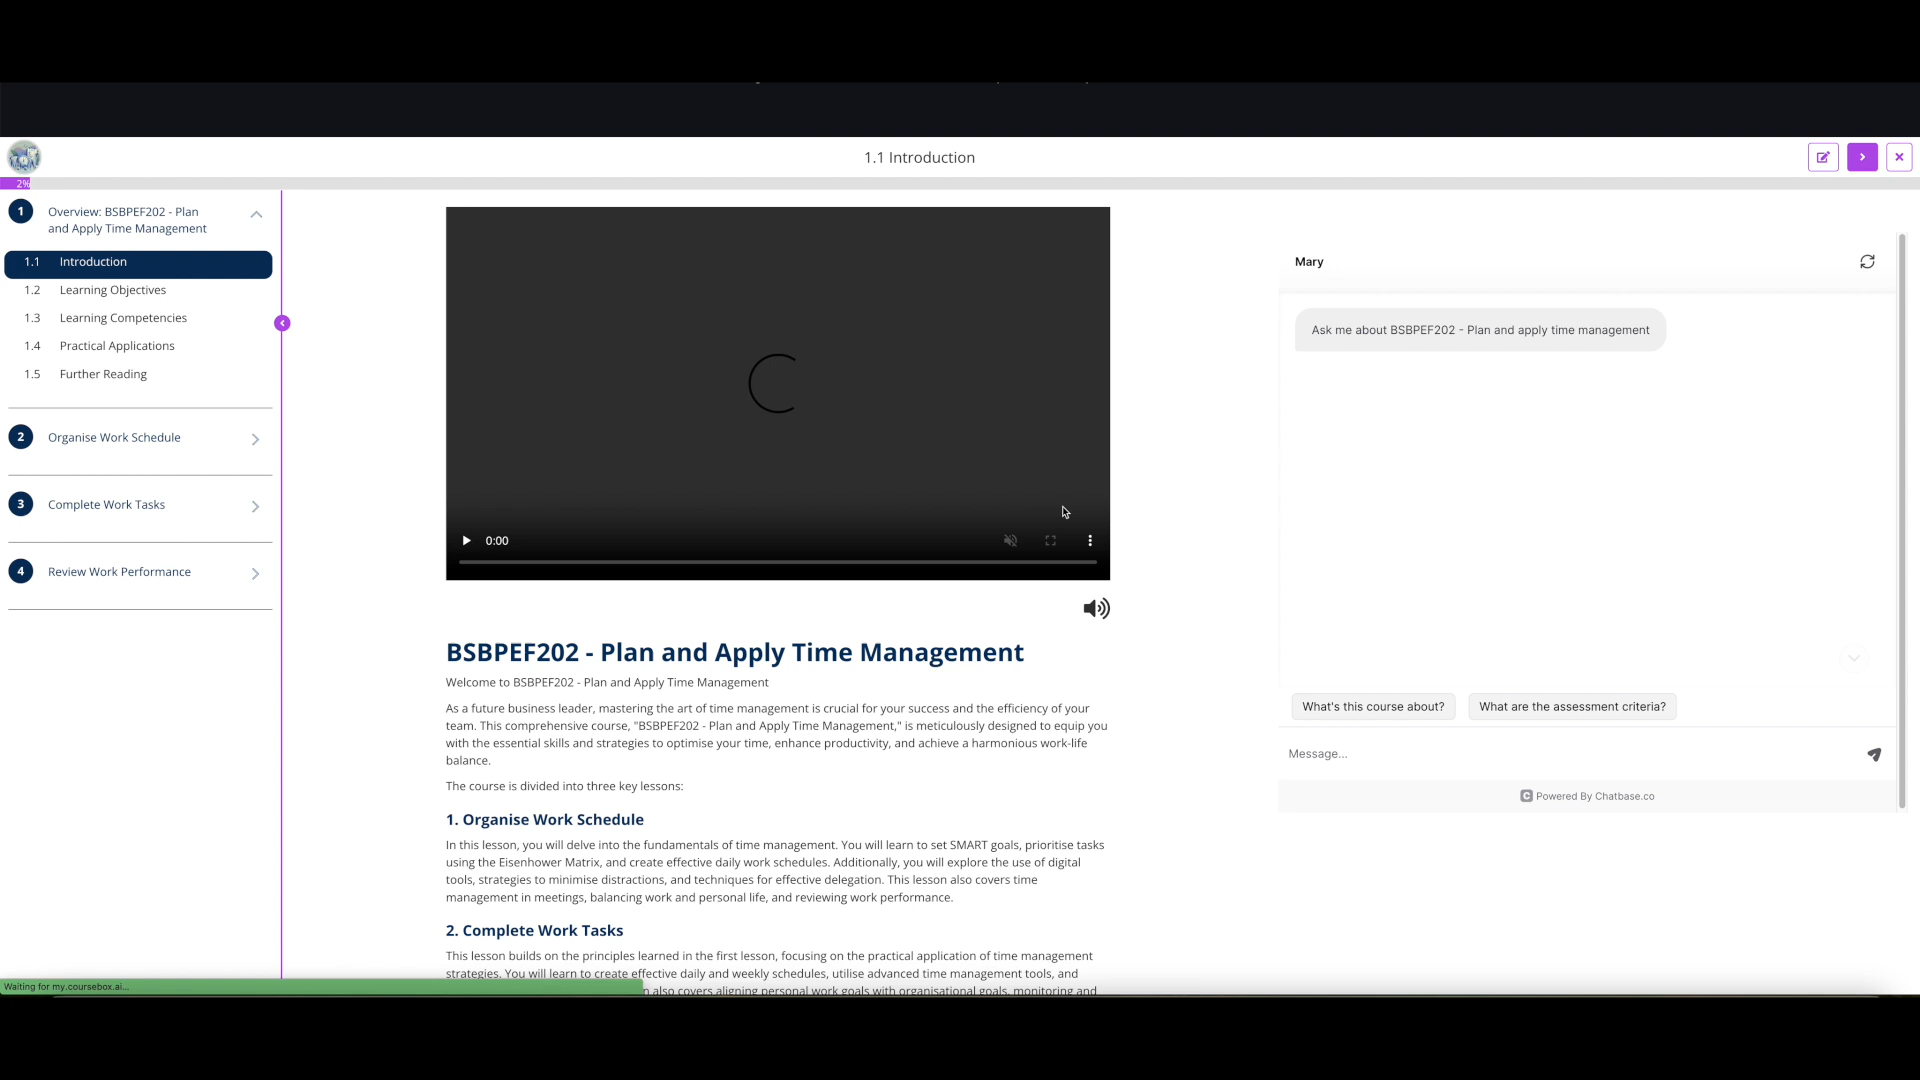 1.1 Introduction
2%
1 Overview: BSBPEF202 - Plan
and Apply Time Management
1.1 Introduction
1.2 Learning Objectives
1.3 Learning Competencies
1.4 Practical Applications
1.5 Further Reading
2 Organise Work Schedule
3 Complete Work Tasks
4 Review Work Performance
0:00
BSBPEF202 - Plan and Apply Time Management
Welcome to BSBPEF202 - Plan and Apply Time Management
As a future business leader, mastering the art of time management is crucial for your success and the efficiency of your
team. This comprehensive course, "BSBPEF202 - Plan and Apply Time Management," is meticulously designed to equip you
with the essential skills and strategies to optimise your time, enhance productivity, and achieve a harmonious work-life
balance.
The course is divided into three key lessons:
1. Organise Work Schedule
In this lesson, you will delve into the fundamentals of time management. You will learn to set SMART goals, prioritise tasks
using the Eisenhower Matrix, and create effective daily work schedules. Additionally, you will explore the use of digital
tools, strategies to minimise distractions, and techniques for effective delegation. This lesson also covers time
management in meetings, balancing work and personal life, and reviewing work performance.
2. Complete Work Tasks
This lesson builds on the principles learned in the first lesson, focusing on the practical application of time management
strategies. You will learn to create effective daily and weekly schedules, utilise advanced time management tools, and
also covers aligning personal work goals with organisational goals, monitoring and
Mary
Ask me about BSBPEF202 - Plan and apply time management
What's this course about?
What are the assessment criteria?
Message...
Powered By Chatbase.co
Waiting for my.coursebox.ai...